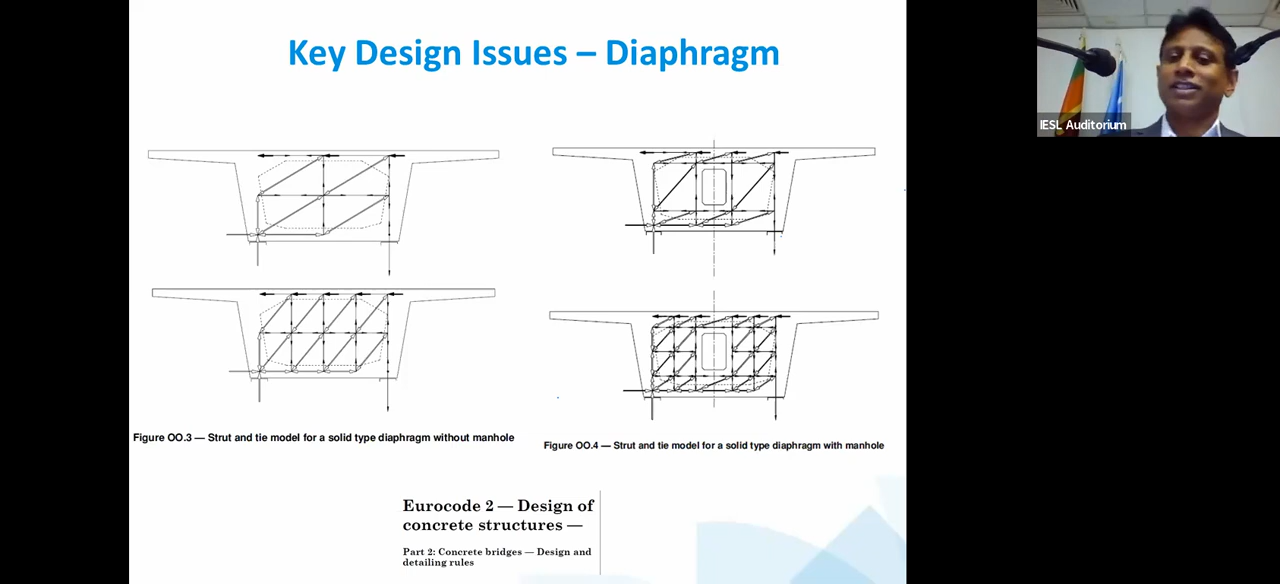 Key Design Issues – Diaphragm
IESL Auditorium
Figure OO.3 — Strut and tie model for a solid type diaphragm without manhole
Figure OO.4 — Strut and tie model for a solid type diaphragm with manhole
Eurocode 2 — Design of
concrete structures —
Part 2: Concrete bridges — Design and
detailing rules